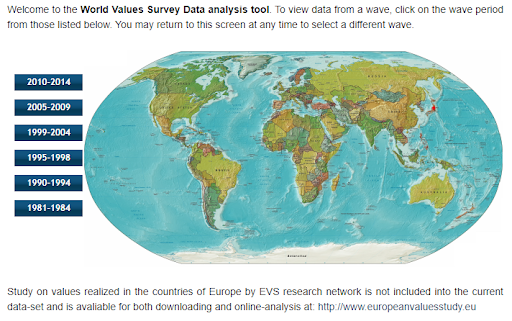 Welcome to the World Values Survey Data analysis tool. To view data from a wave, click on the wave period
from those listed below. You may return to this screen at any time to select a different wave.
2010-2014
2005-2009
1999-2004
1995-1998
1990-1994
1981-1984
Study on values realized in the countries of Europe by EVS research network is not included into the current
data-set and is avaliable for both downloading and online-analysis at: http://www.europeanvaluesstudy.eu